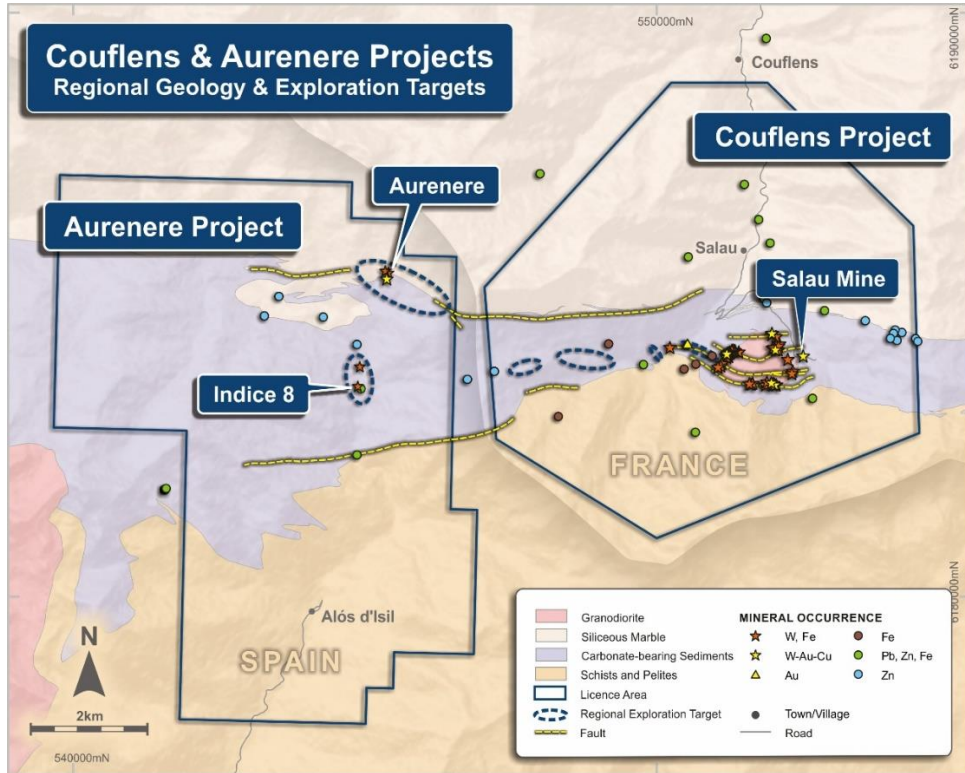 550000mN
6190000mN
Couflens & Aurenere Projects
Regional Geology & Exploration Targets
Couflens
Couflens Project
Aurenere
Aurenere Project
Salau
Salau Mine
Indice 8
FRANCE
6180000mN
Alós d'Isil
SPAIN
N
2km
540000mN
Granodiorite
Siliceous Marble
Carbonate-bearing Sediments
Schists and Pelites
Licence Area
Regional Exploration Target
Fault
MINERAL OCCURRENCE
W, Fe
Fe
W-Au-Cu
Pb, Zn, Fe
Au
Zn
Town/Village
Road